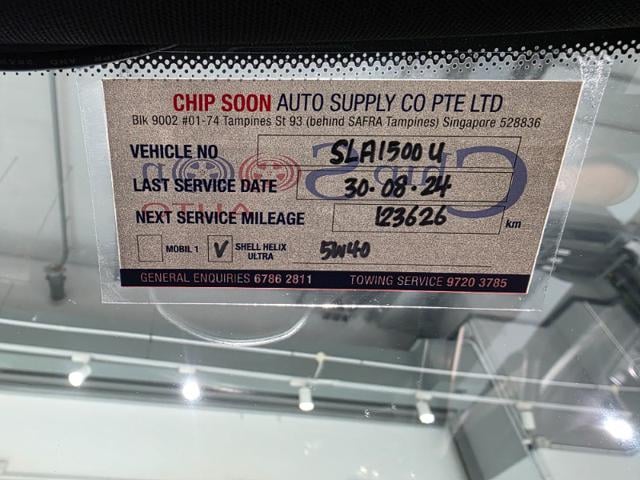 CHIP SOON AUTO SUPPLY CO PTE LTD
Blk 9002 #01-74 Tampines St 93 (behind SAFRA Tampines) Singapore 528836
VEHICLE NO SLA1500U
LAST SERVICE DATE 30·08·24
NEXT SERVICE MILEAGE 123626 km
MOBIL 1 V SHELL HELIX ULTRA 5W40
GENERAL ENQUIRIES 6786 2811 TOWING SERVICE 9720 3785